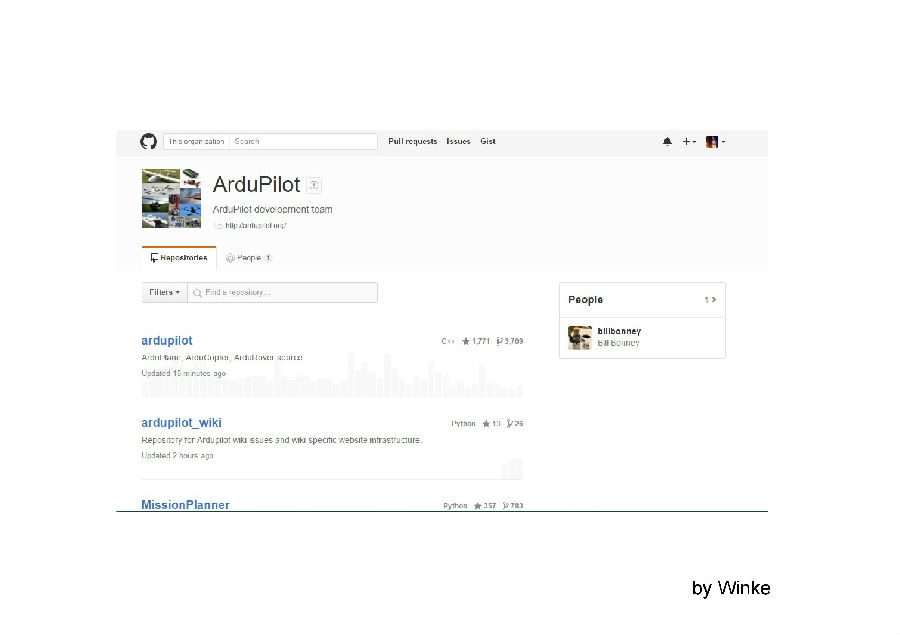 This organization Search Pull requests Issues Gist
ArduPilot
ArduPilot development team
http://ardupilot.org/
Repositories People 1
Filters Find a repository...
People 1
billbonney
Bill Bonney
ardupilot C++ 1,771 3,709
ArduPlane, ArduCopter, ArduRover source
Updated 15 minutes ago
ardupilot_wiki Python 13 26
Repository for Ardupilot wiki issues and wiki specific website infrastructure.
Updated 2 hours ago
MissionPlanner Python 357 783
by Winke